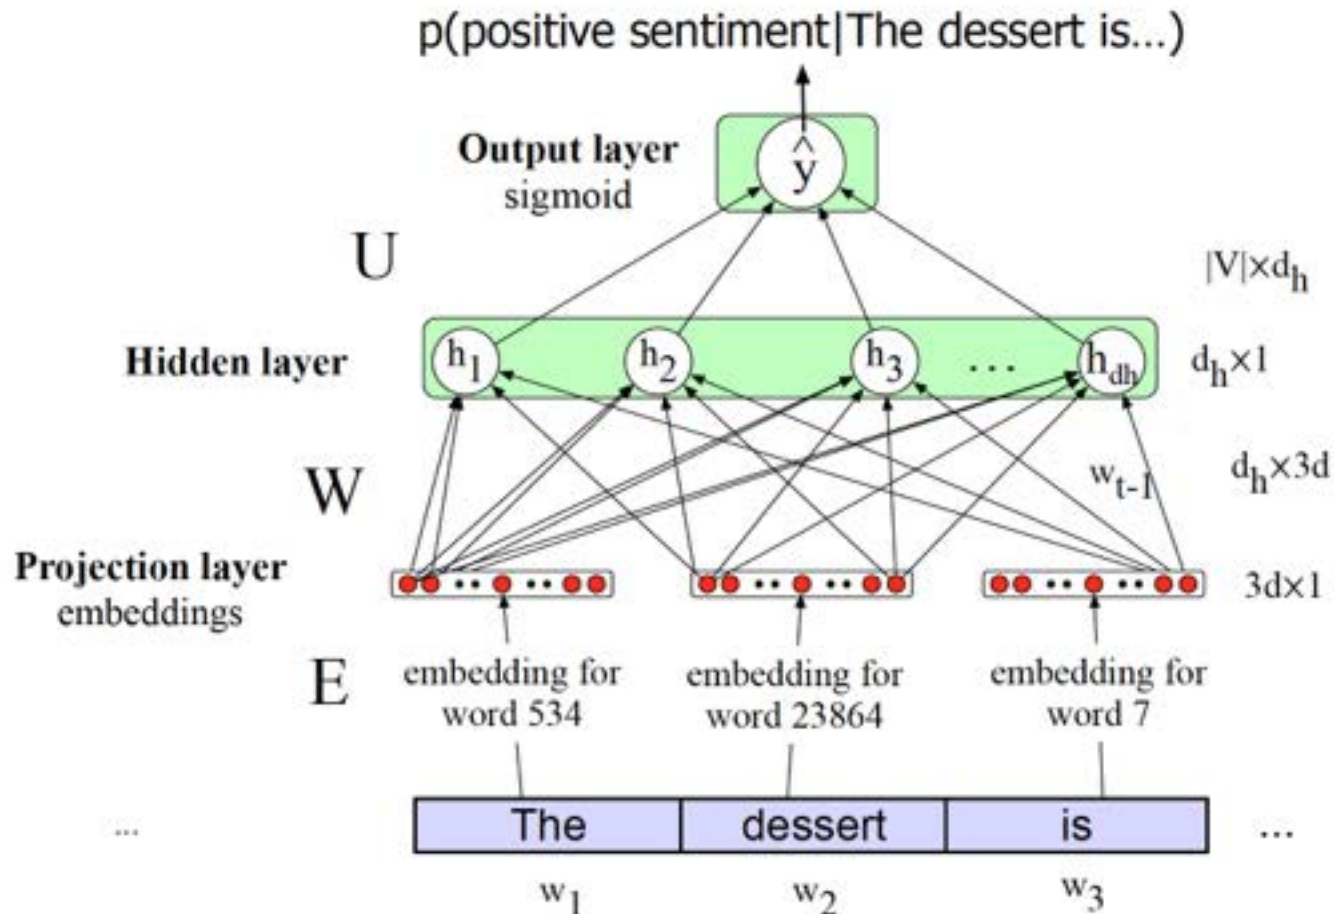 p(positive sentiment|The dessert is...)
Output layer
sigmoid
ŷ
U
|V|×dh
Hidden layer
h1 h2 h3 ... hdh
dh×1
W
wt-1
dh×3d
Projection layer
embeddings
3d×1
E
embedding for
word 534
embedding for
word 23864
embedding for
word 7
... The dessert is ...
w1 w2 w3